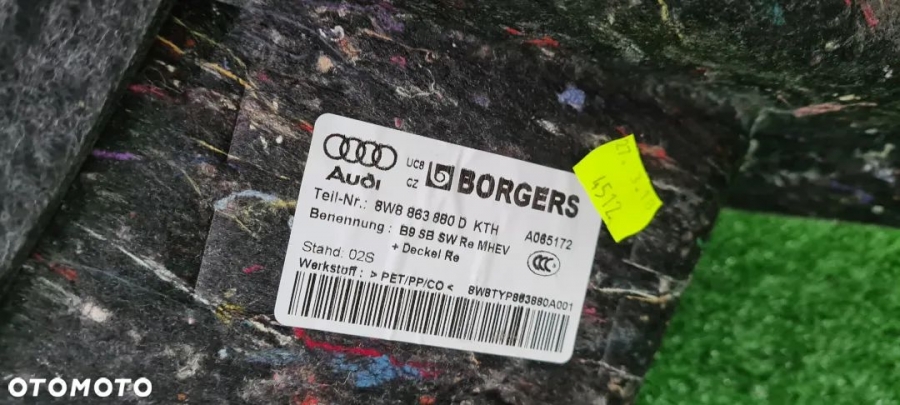 Audi
UC8
CZ
BORGERS
Teil-Nr.: 8W8 863 880 D KTH
A065172
Benennung : B9 SB SW Re MHEV
+ Deckel Re
CCC
Stand: 02S
Werkstoff : > PET/PP/CO <
8W8TYP863880A001
4512
OTOMOTO